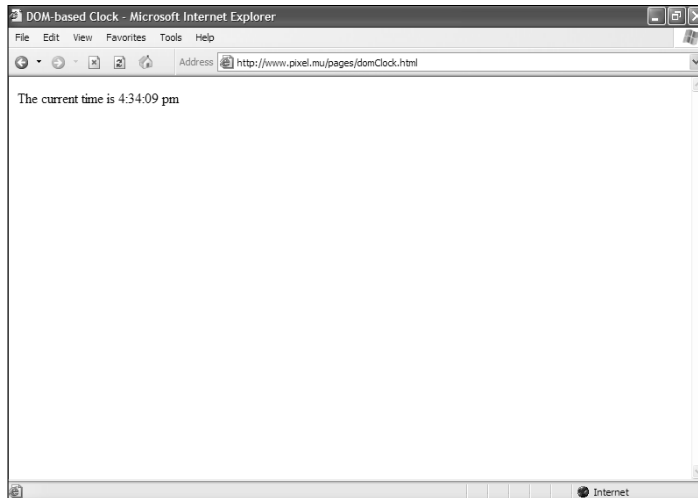 DOM-based Clock - Microsoft Internet Explorer
File Edit View Favorites Tools Help
Address http://www.pixel.mu/pages/domClock.html
The current time is 4:34:09 pm
Internet